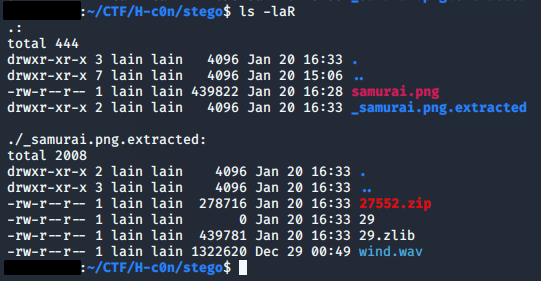 :~/CTF/H-c0n/stego$ ls -laR
.:
total 444
drwxr-xr-x 3 lain lain   4096 Jan 20 16:33 .
drwxr-xr-x 7 lain lain   4096 Jan 20 15:06 ..
-rw-r--r-- 1 lain lain 439822 Jan 20 16:28 samurai.png
drwxr-xr-x 2 lain lain   4096 Jan 20 16:33 _samurai.png.extracted
./_samurai.png.extracted:
total 2008
drwxr-xr-x 2 lain lain    4096 Jan 20 16:33 .
drwxr-xr-x 3 lain lain    4096 Jan 20 16:33 ..
-rw-r--r-- 1 lain lain  278716 Jan 20 16:33 27552.zip
-rw-r--r-- 1 lain lain       0 Jan 20 16:33 29
-rw-r--r-- 1 lain lain  439781 Jan 20 16:33 29.zlib
-rw-r--r-- 1 lain lain 1322620 Dec 29 00:49 wind.wav
:~/CTF/H-c0n/stego$